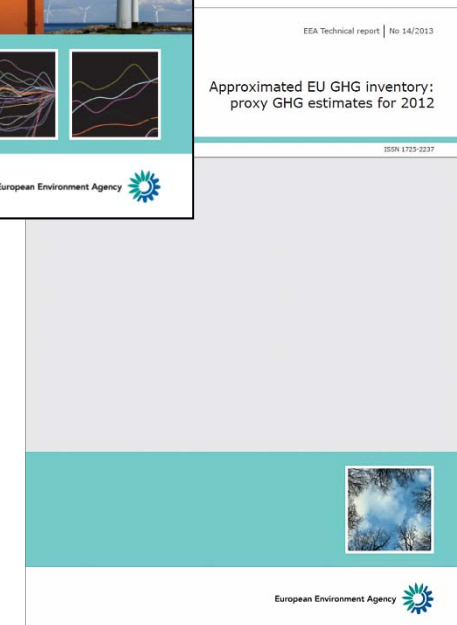 EEA Technical report | No 14/2013
Approximated EU GHG inventory:
proxy GHG estimates for 2012
ISSN 1725-2237
European Environment Agency
European Environment Agency